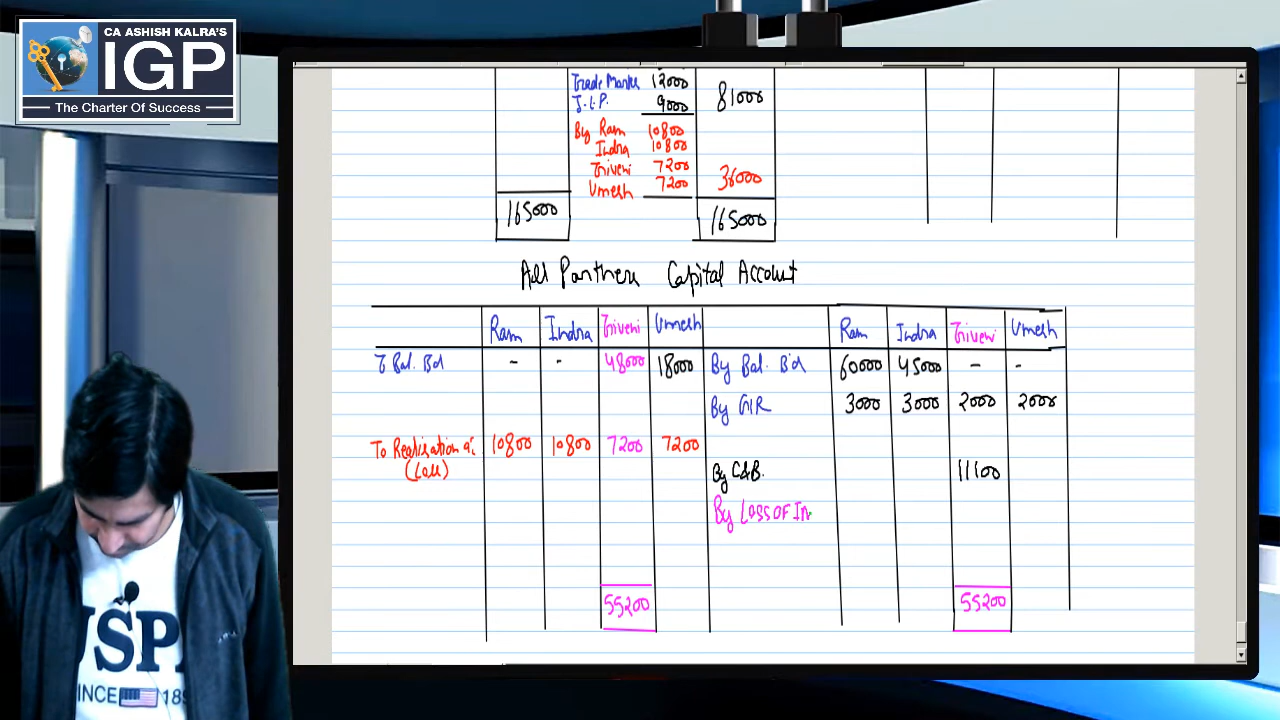 CA ASHISH KALRA'S
IGP
The Charter Of Success
Trade Marks 12000
J.L.P. 9000 81000
By Ram 10800
Indra 10800
Triveni 7200
Umesh 7200 36000
165000 165000
All Partners Capital Account
Ram Indra Triveni Umesh Ram Indra Triveni Umesh
To Bal. B/d - - 48000 18000 By Bal. B/d 60000 45000 - -
By G/R 3000 3000 2000 2000
To Realisation a/c 10800 10800 7200 7200
(Loss)
By C&B. 11100
By Loss OF In
55200 55200
USPA
SINCE 189